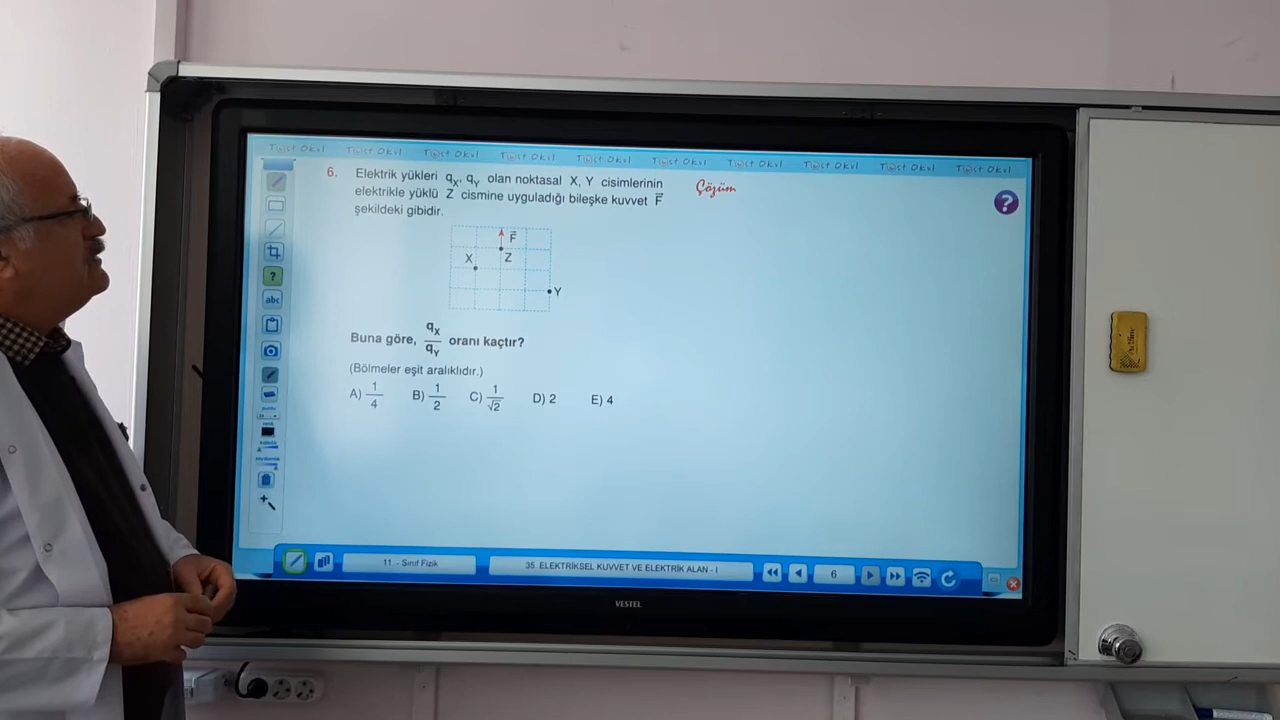 Test Okul Test Okul Test Okul Test Okul Test Okul Test Okul Test Okul Test Okul Test Okul Test Okul
6. Elektrik yükleri qX, qY olan noktasal X, Y cisimlerinin
elektrikle yüklü Z cismine uyguladığı bileşke kuvvet F⃗
şekildeki gibidir.
Çözüm
?
F⃗
X
Z
Y
Buna göre, qX/qY oranı kaçtır?
(Bölmeler eşit aralıklıdır.)
A) 1/4 B) 1/2 C) 1/√2 D) 2 E) 4
?
abc
11. - Sınıf Fizik
35. ELEKTRİKSEL KUVVET VE ELEKTRİK ALAN - I
6
VESTEL